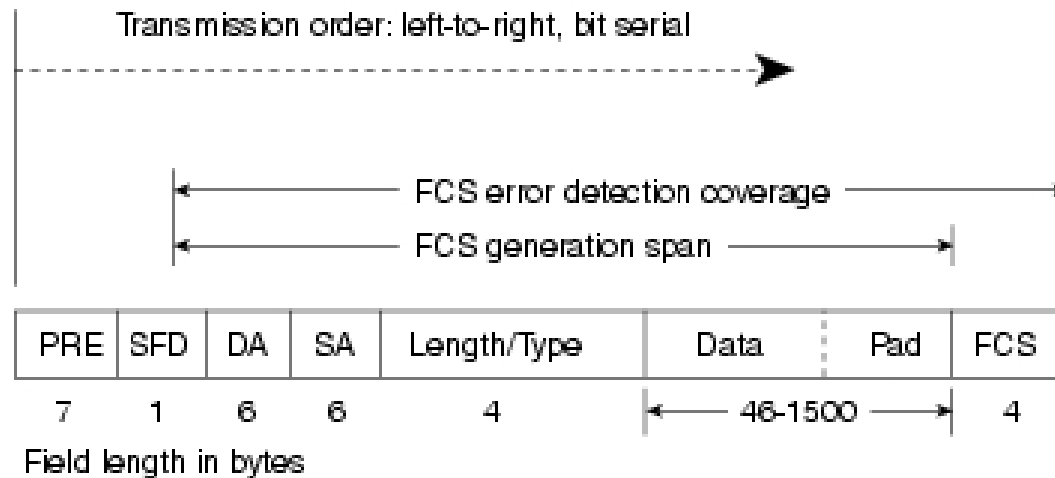 Transmission order: left-to-right, bit serial
FCS error detection coverage
FCS generation span
PRE SFD DA SA Length/Type Data Pad FCS
7 1 6 6 4 46-1500 4
Field length in bytes